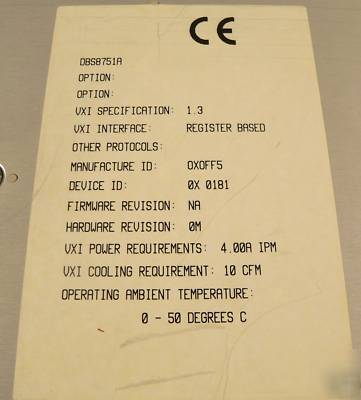 CE
DBS8751A
OPTION:
OPTION:
VXI SPECIFICATION: 1.3
VXI INTERFACE: REGISTER BASED
OTHER PROTOCOLS:
MANUFACTURE ID: 0X0FF5
DEVICE ID: 0X 0181
FIRMWARE REVISION: NA
HARDWARE REVISION: 0M
VXI POWER REQUIREMENTS: 4.00A IPM
VXI COOLING REQUIREMENT: 10 CFM
OPERATING AMBIENT TEMPERATURE:
0 - 50 DEGREES C